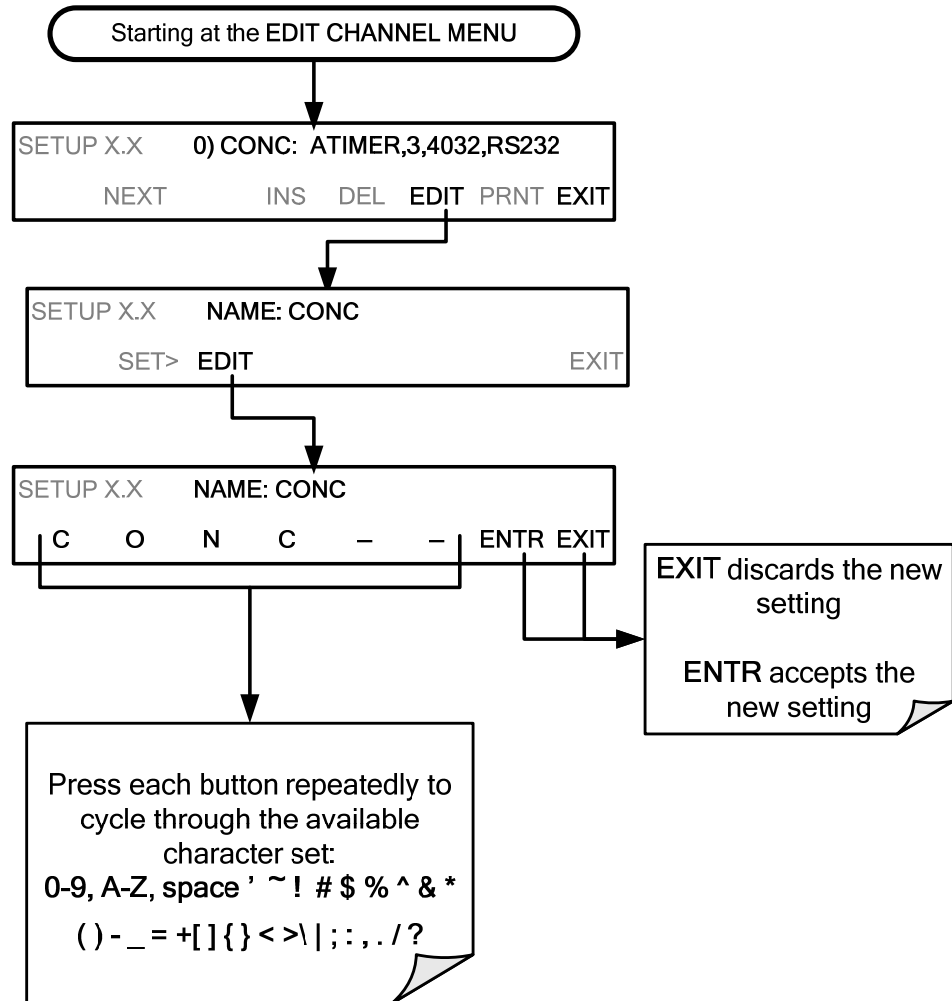 Starting at the EDIT CHANNEL MENU
SETUP X.X 0) CONC: ATIMER,3,4032,RS232
NEXT INS DEL EDIT PRNT EXIT
SETUP X.X NAME: CONC
SET> EDIT EXIT
SETUP X.X NAME: CONC
C O N C – – ENTR EXIT
EXIT discards the new
setting
ENTR accepts the
new setting
Press each button repeatedly to
cycle through the available
character set:
0-9, A-Z, space ’ ~ ! # $ % ^ & *
( ) - _ = +[ ] { } < >\ | ; : , . / ?